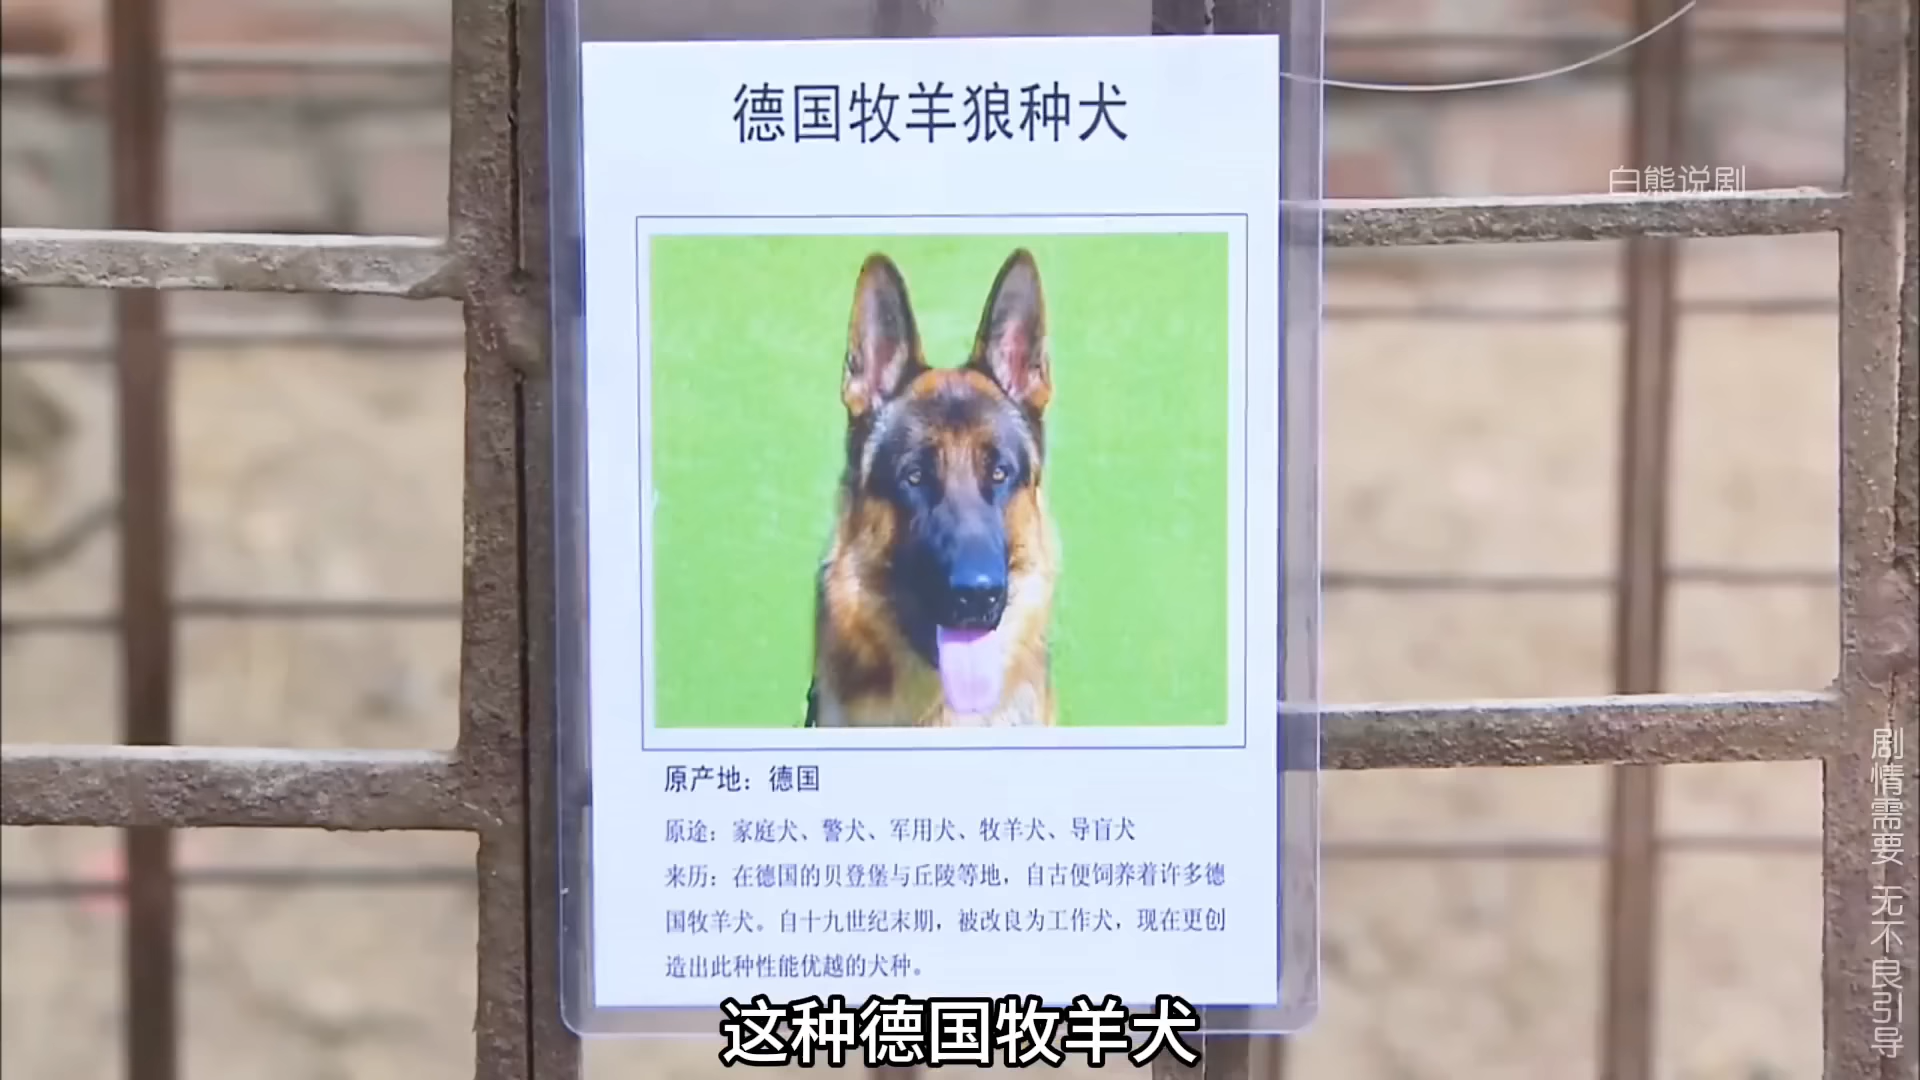 德国牧羊狼种犬
白熊说剧
原产地：德国
原途：家庭犬、警犬、军用犬、牧羊犬、导盲犬
来历：在德国的贝登堡与丘陵等地，自古便饲养着许多德
国牧羊犬。自十九世纪末期，被改良为工作犬，现在更创
造出此种性能优越的犬种。
这种德国牧羊犬
剧情需要 无不良引导